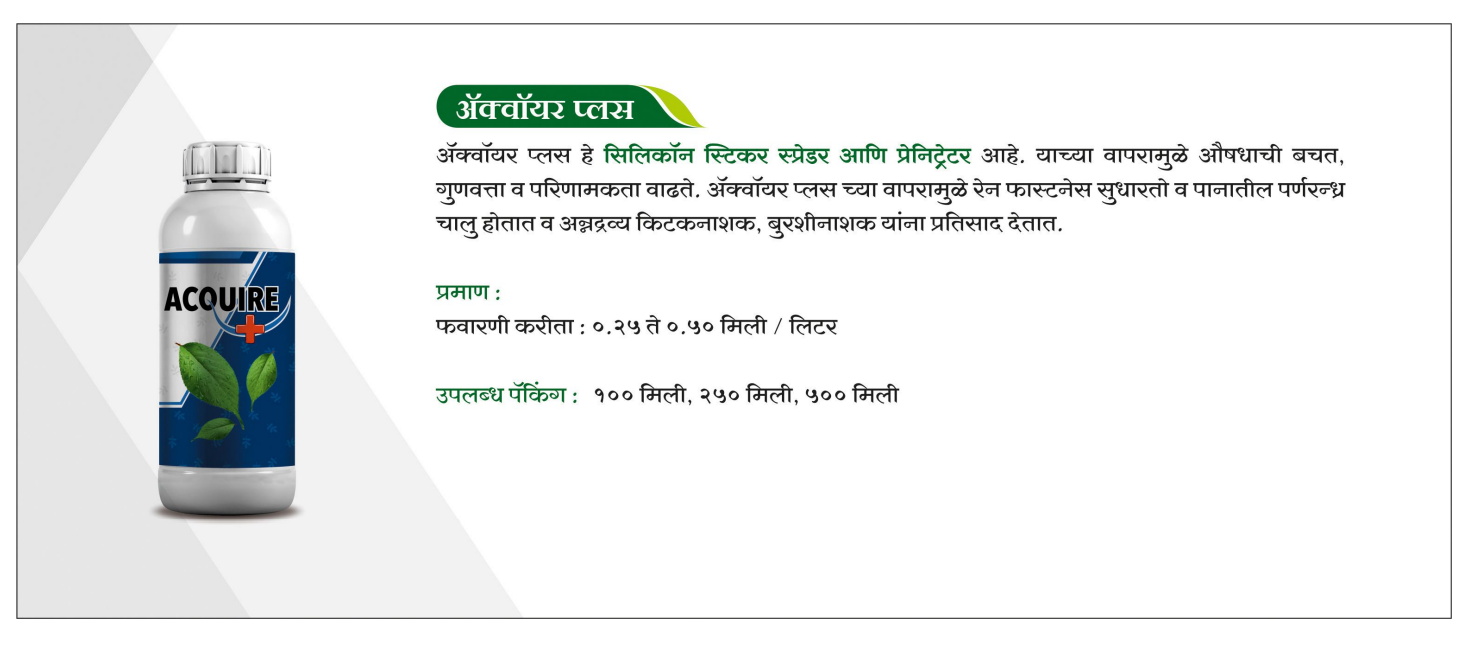 ACQUIRE
ॲक्वॉयर प्लस
ॲक्वॉयर प्लस हे सिलिकॉन स्टिकर स्प्रेडर आणि प्रेनिट्रेटर आहे. याच्या वापरामुळे औषधाची बचत,
गुणवत्ता व परिणामकता वाढते. ॲक्वॉयर प्लस च्या वापरामुळे रेन फास्टनेस सुधारतो व पानातील पर्णरन्ध्र
चालु होतात व अन्नद्रव्य किटकनाशक, बुरशीनाशक यांना प्रतिसाद देतात.
प्रमाण :
फवारणी करीता : ०.२५ ते ०.५० मिली / लिटर
उपलब्ध पॅकिंग : १०० मिली, २५० मिली, ५०० मिली